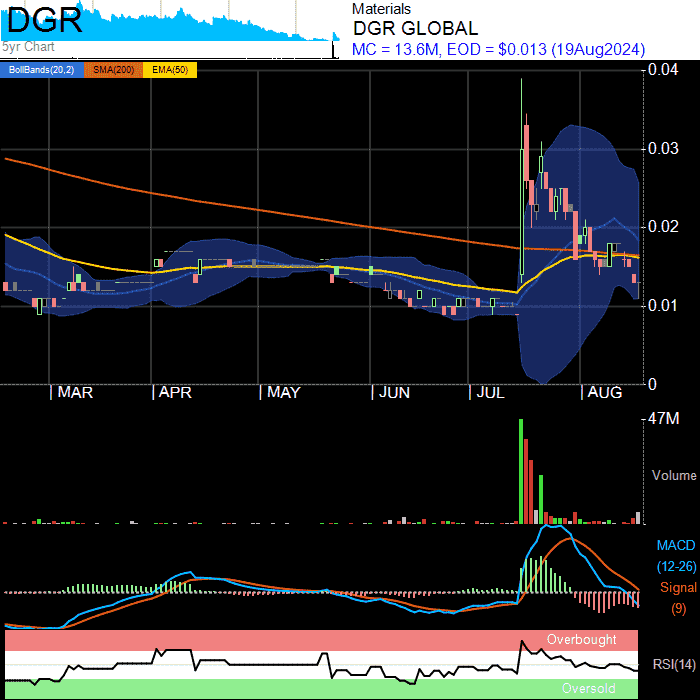 DGR
5yr Chart
Materials
DGR GLOBAL
MC = 13.6M, EOD = $0.013 (19Aug2024)
BollBands(20,2) SMA(200) EMA(50)
0.04
0.03
0.02
0.01
0
MAR APR MAY JUN JUL AUG
47M
Volume
MACD
(12-26)
Signal
(9)
Overbought
RSI(14)
Oversold